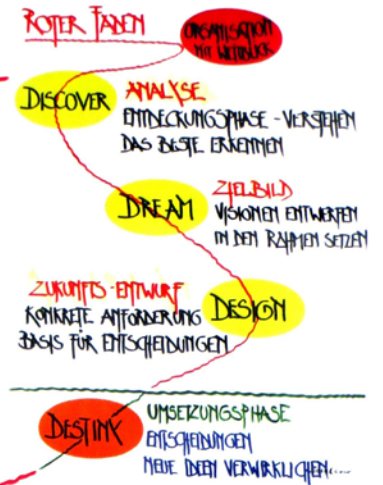 ROTER FADEN
ORGANISATION
MIT WEITBLICK
DISCOVER
ANALYSE
ENTDECKUNGSPHASE - VERSTEHEN
DAS BESTE ERKENNEN
DREAM
ZIELBILD
VISIONEN ENTWERFEN
IN DEN RAHMEN SETZEN
ZUKUNFTS-ENTWURF
KONKRETE ANFORDERUNG
BASIS FÜR ENTSCHEIDUNGEN
DESIGN
DESTINY
UMSETZUNGSPHASE
ENTSCHEIDUNGEN
NEUE IDEEN VERWIRKLICHEN...